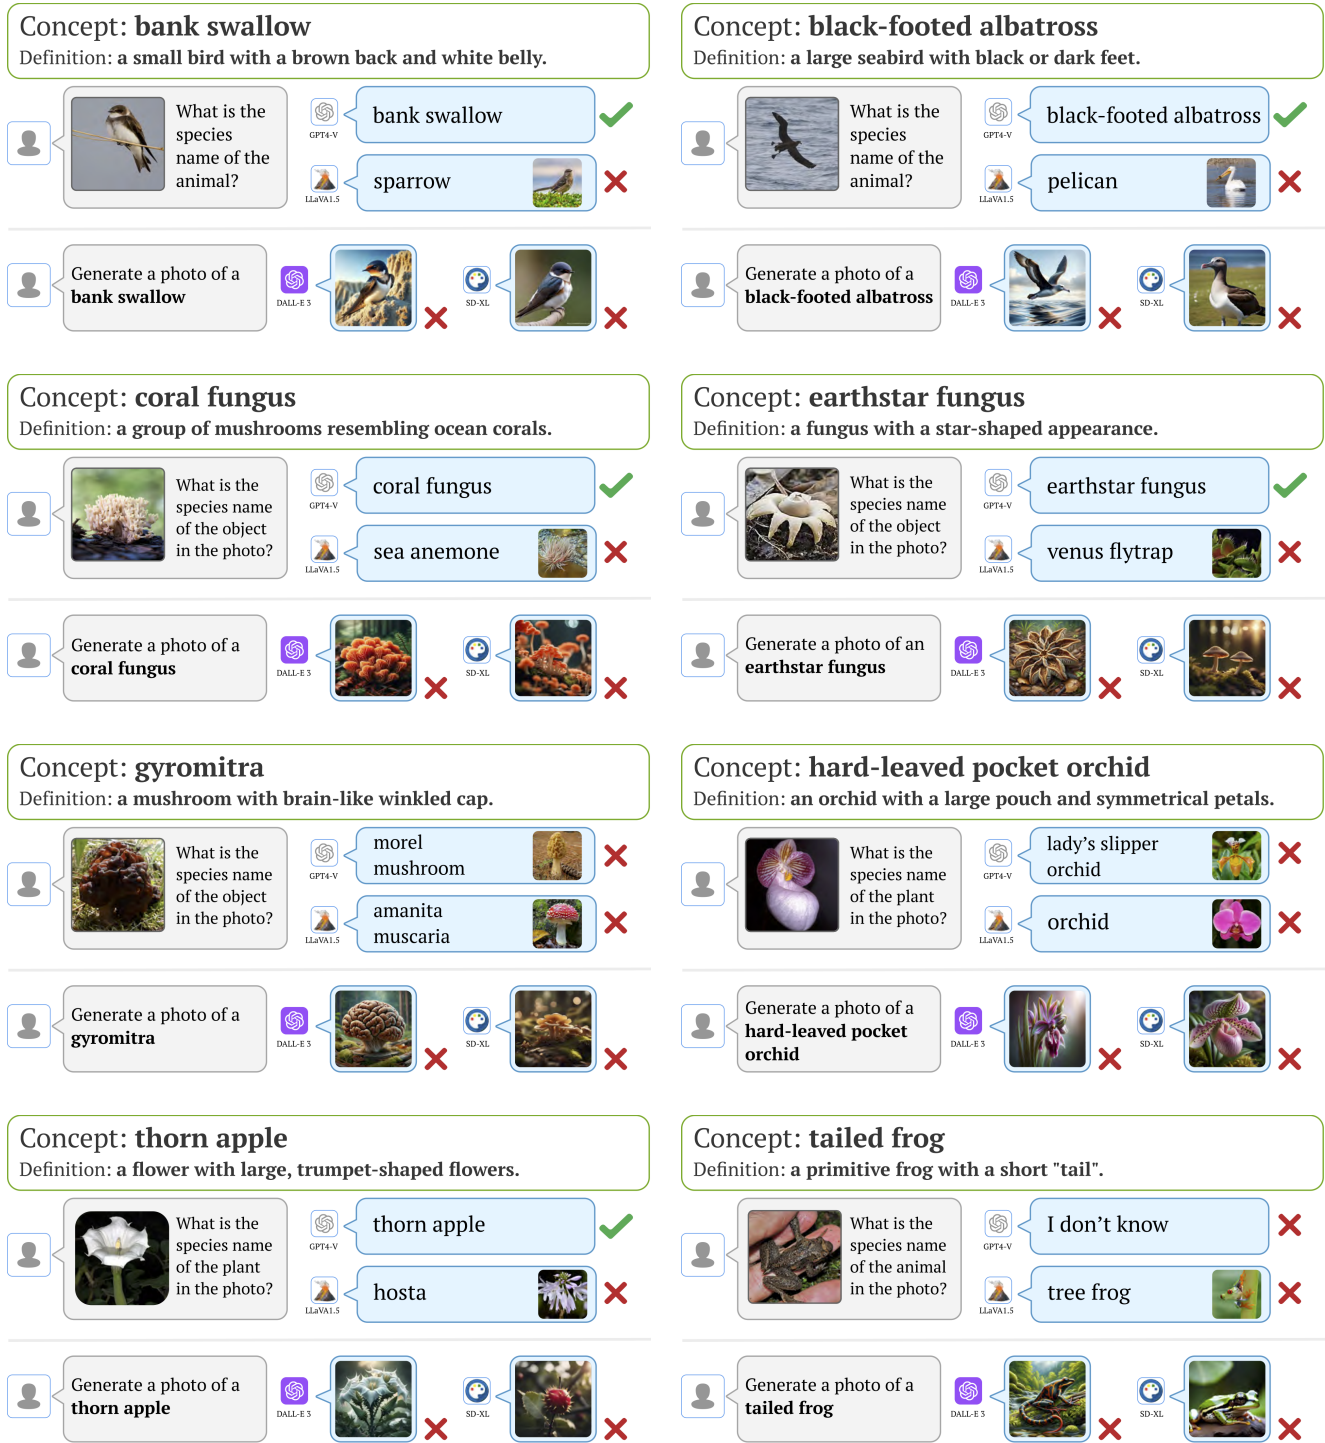 Concept: bank swallow
Definition: a small bird with a brown back and white belly.
What is the
species
name of the
animal?
GPT4-V
bank swallow
LLaVA1.5
sparrow
Generate a photo of a
bank swallow
DALL-E 3
SD-XL
Concept: black-footed albatross
Definition: a large seabird with black or dark feet.
What is the
species
name of the
animal?
GPT4-V
black-footed albatross
LLaVA1.5
pelican
Generate a photo of a
black-footed albatross
DALL-E 3
SD-XL
Concept: coral fungus
Definition: a group of mushrooms resembling ocean corals.
What is the
species name
of the object
in the photo?
GPT4-V
coral fungus
LLaVA1.5
sea anemone
Generate a photo of a
coral fungus
DALL-E 3
SD-XL
Concept: earthstar fungus
Definition: a fungus with a star-shaped appearance.
What is the
species name
of the object
in the photo?
GPT4-V
earthstar fungus
LLaVA1.5
venus flytrap
Generate a photo of an
earthstar fungus
DALL-E 3
SD-XL
Concept: gyromitra
Definition: a mushroom with brain-like winkled cap.
What is the
species name
of the object
in the photo?
GPT4-V
morel
mushroom
LLaVA1.5
amanita
muscaria
Generate a photo of a
gyromitra
DALL-E 3
SD-XL
Concept: hard-leaved pocket orchid
Definition: an orchid with a large pouch and symmetrical petals.
What is the
species name
of the plant
in the photo?
GPT4-V
lady’s slipper
orchid
LLaVA1.5
orchid
Generate a photo of a
hard-leaved pocket
orchid
DALL-E 3
SD-XL
Concept: thorn apple
Definition: a flower with large, trumpet-shaped flowers.
What is the
species name
of the plant
in the photo?
GPT4-V
thorn apple
LLaVA1.5
hosta
Generate a photo of a
thorn apple
DALL-E 3
SD-XL
Concept: tailed frog
Definition: a primitive frog with a short "tail".
What is the
species name
of the animal
in the photo?
GPT4-V
I don’t know
LLaVA1.5
tree frog
Generate a photo of a
tailed frog
DALL-E 3
SD-XL